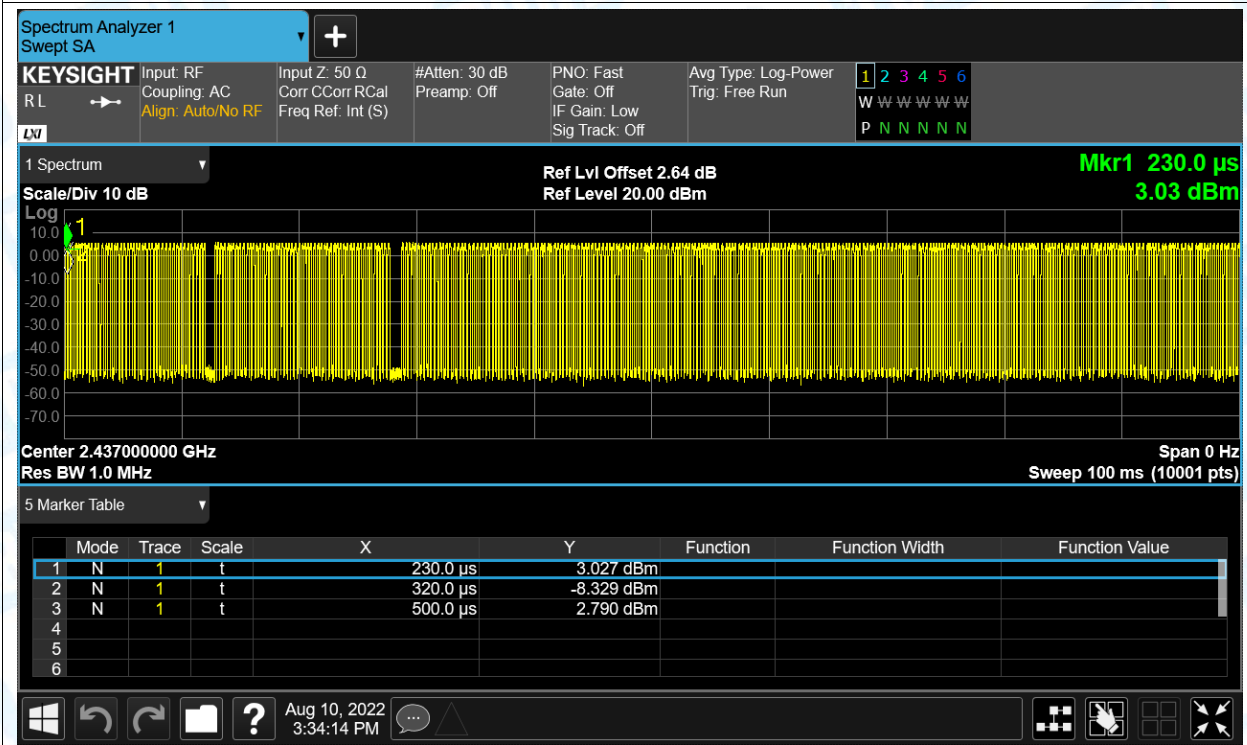 Spectrum Analyzer 1
Swept SA
+
KEYSIGHT Input: RF Input Z: 50 Ω #Atten: 30 dB PNO: Fast Avg Type: Log-Power 1 2 3 4 5 6
R L Coupling: AC Corr CCorr RCal Preamp: Off Gate: Off Trig: Free Run W W W W W W
Align: Auto/No RF Freq Ref: Int (S) IF Gain: Low P N N N N N
LXI Sig Track: Off
1 Spectrum Ref Lvl Offset 2.64 dB Mkr1 230.0 µs
Scale/Div 10 dB Ref Level 20.00 dBm 3.03 dBm
Log
1
10.0
0.00
-10.0
-20.0
-30.0
-40.0
-50.0
-60.0
-70.0
Center 2.437000000 GHz Span 0 Hz
Res BW 1.0 MHz Sweep 100 ms (10001 pts)
5 Marker Table
Mode Trace Scale X Y Function Function Width Function Value
1 N 1 t 230.0 µs 3.027 dBm
2 N 1 t 320.0 µs -8.329 dBm
3 N 1 t 500.0 µs 2.790 dBm
4
5
6
? Aug 10, 2022
3:34:14 PM